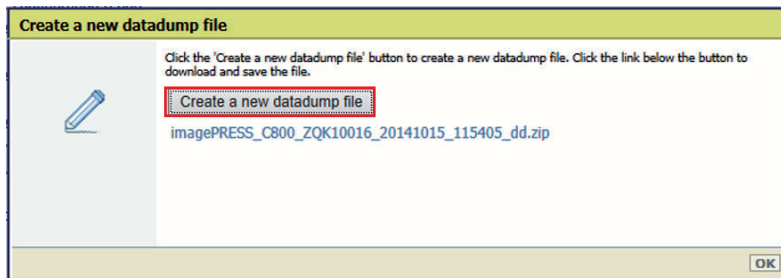 Create a new datadump file
Click the 'Create a new datadump file' button to create a new datadump file. Click the link below the button to
download and save the file.
Create a new datadump file
imagePRESS_C800_ZQK10016_20141015_115405_dd.zip
OK